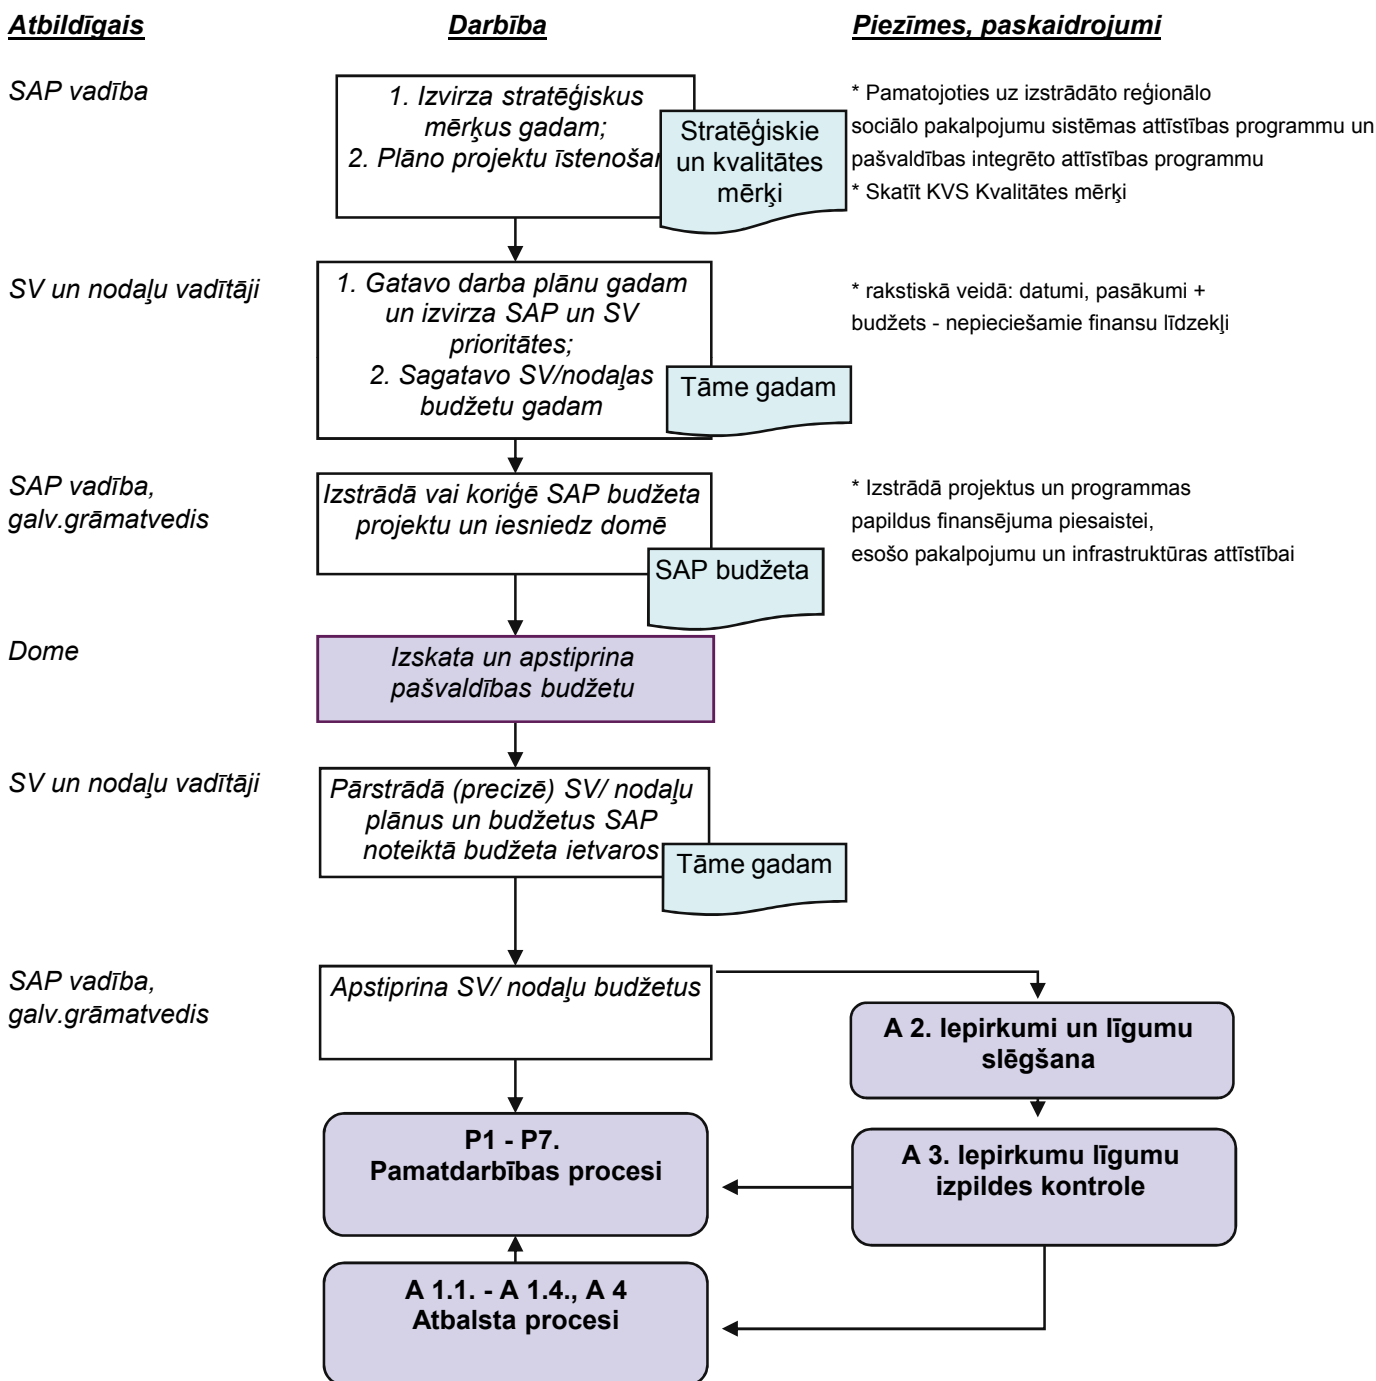 Atbildīgais
Darbība
Piezīmes, paskaidrojumi
SAP vadība
1. Izvirza stratēģiskus
mērķus gadam;
2. Plāno projektu īstenošan
Stratēģiskie
un kvalitātes
mērķi
* Pamatojoties uz izstrādāto reģionālo
sociālo pakalpojumu sistēmas attīstības programmu un
pašvaldības integrēto attīstības programmu
* Skatīt KVS Kvalitātes mērķi
SV un nodaļu vadītāji
1. Gatavo darba plānu gadam
un izvirza SAP un SV
prioritātes;
2. Sagatavo SV/nodaļas
budžetu gadam
Tāme gadam
* rakstiskā veidā: datumi, pasākumi +
budžets - nepieciešamie finansu līdzekļi
SAP vadība,
galv.grāmatvedis
Izstrādā vai koriģē SAP budžeta
projektu un iesniedz domē
SAP budžeta
* Izstrādā projektus un programmas
papildus finansējuma piesaistei,
esošo pakalpojumu un infrastruktūras attīstībai
Dome
Izskata un apstiprina
pašvaldības budžetu
SV un nodaļu vadītāji
Pārstrādā (precizē) SV/ nodaļu
plānus un budžetus SAP
noteiktā budžeta ietvaros
Tāme gadam
SAP vadība,
galv.grāmatvedis
Apstiprina SV/ nodaļu budžetus
A 2. Iepirkumi un līgumu
slēgšana
P1 - P7.
Pamatdarbības procesi
A 3. Iepirkumu līgumu
izpildes kontrole
A 1.1. - A 1.4., A 4
Atbalsta procesi